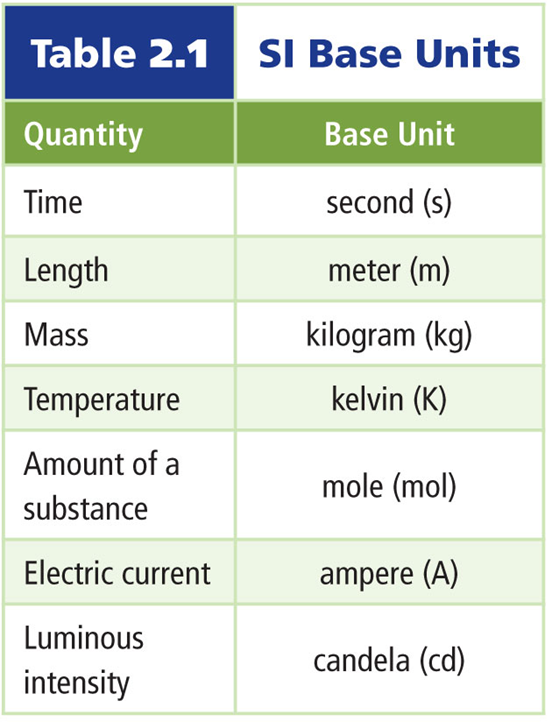 Table 2.1 SI Base Units
Quantity Base Unit
Time second (s)
Length meter (m)
Mass kilogram (kg)
Temperature kelvin (K)
Amount of a
substance mole (mol)
Electric current ampere (A)
Luminous
intensity candela (cd)